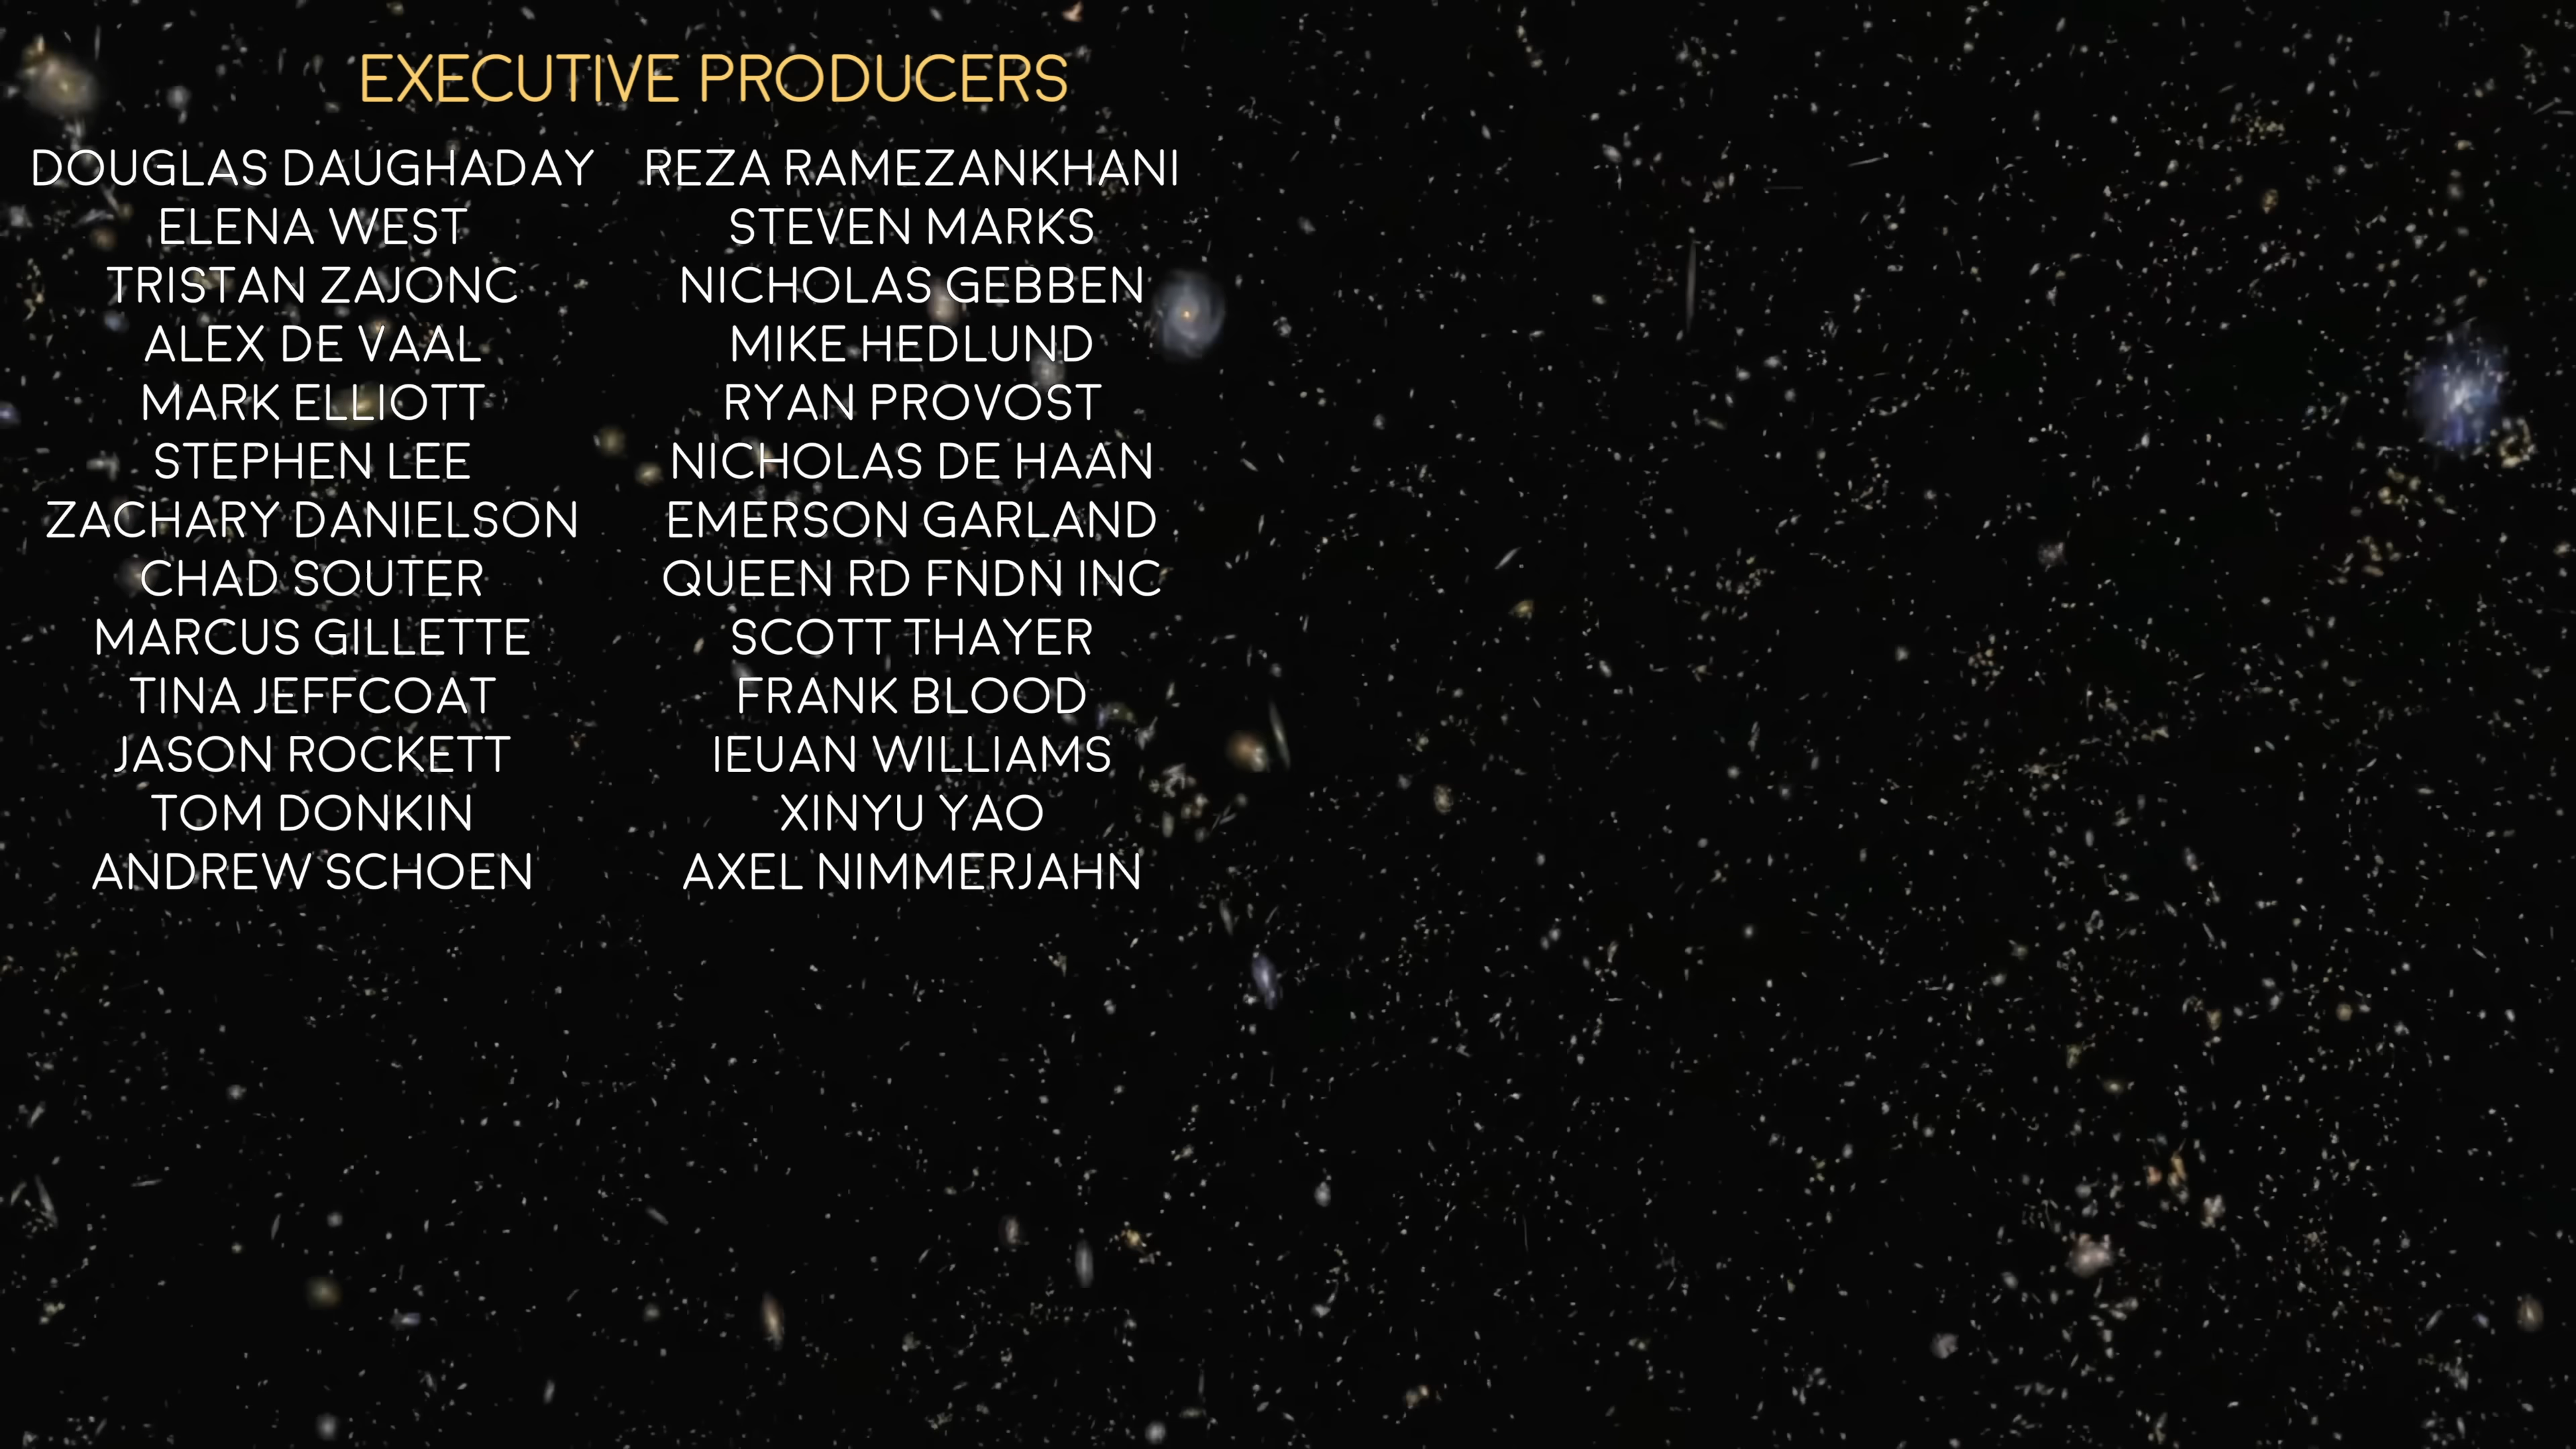 EXECUTIVE PRODUCERS
DOUGLAS DAUGHADAY
ELENA WEST
TRISTAN ZAJONC
ALEX DE VAAL
MARK ELLIOTT
STEPHEN LEE
ZACHARY DANIELSON
CHAD SOUTER
MARCUS GILLETTE
TINA JEFFCOAT
JASON ROCKETT
TOM DONKIN
ANDREW SCHOEN
REZA RAMEZANKHANI
STEVEN MARKS
NICHOLAS GEBBEN
MIKE HEDLUND
RYAN PROVOST
NICHOLAS DE HAAN
EMERSON GARLAND
QUEEN RD FNDN INC
SCOTT THAYER
FRANK BLOOD
IEUAN WILLIAMS
XINYU YAO
AXEL NIMMERJAHN